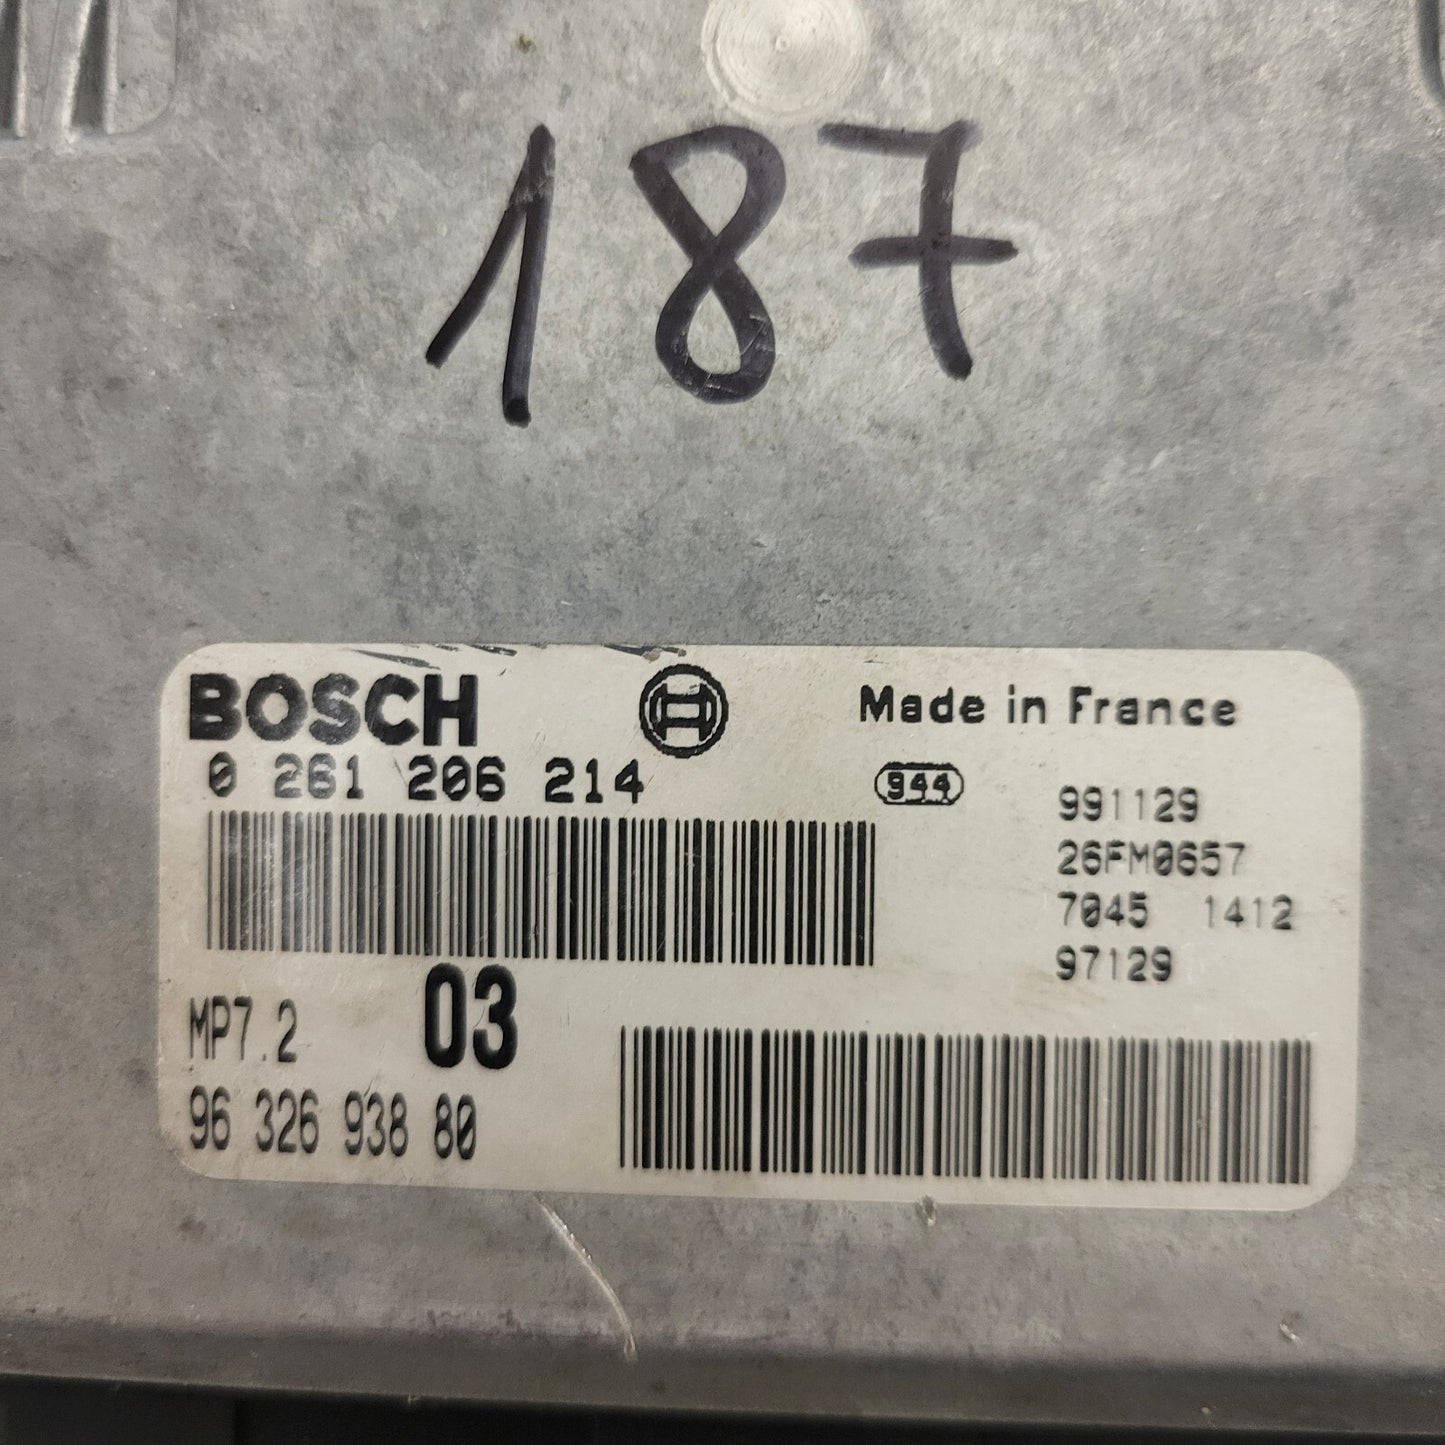 187
BOSCH
Made in France
0 261 206 214
944
991129
26FM0657
7045 1412
97129
MP7.2
03
96 326 938 80